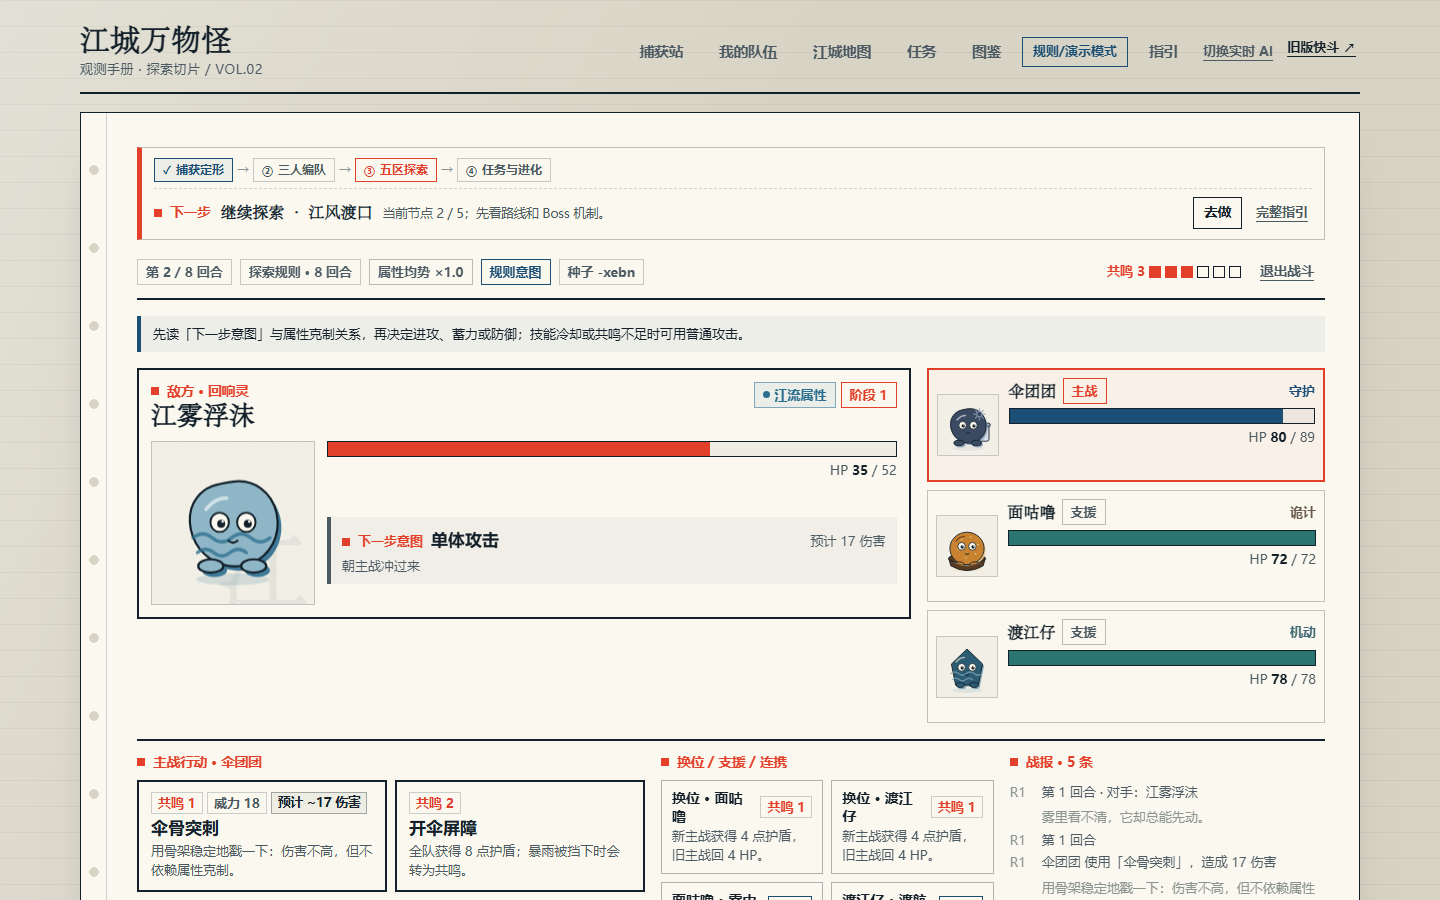 江城万物怪
观测手册 · 探索切片 / VOL.02
捕获站 我的队伍 江城地图 任务 图鉴 规则/演示模式 指引 切换实时 AI 旧版快斗 ↗
✓ 捕获定形 → ② 三人编队 → ③ 五区探索 → ④ 任务与进化
下一步 继续探索 · 江风渡口 当前节点 2 / 5；先看路线和 Boss 机制。 去做 完整指引
第 2 / 8 回合 探索规则 • 8 回合 属性均势 ×1.0 规则意图 种子 -xebn 共鸣 3 退出战斗
先读「下一步意图」与属性克制关系，再决定进攻、蓄力或防御；技能冷却或共鸣不足时可用普通攻击。
敌方 • 回响灵
江雾浮沫
江流属性 阶段 1
HP 35 / 52
下一步意图 单体攻击 预计 17 伤害
朝主战冲过来
伞团团 主战 守护
HP 80 / 89
面咕噜 支援 诡计
HP 72 / 72
渡江仔 支援 机动
HP 78 / 78
主战行动 • 伞团团
共鸣 1 威力 18 预计 ~17 伤害
伞骨突刺
用骨架稳定地戳一下：伤害不高，但不
依赖属性克制。
共鸣 2
开伞屏障
全队获得 8 点护盾；暴雨被挡下时会
转为共鸣。
换位 / 支援 / 连携
换位 • 面咕
噜
共鸣 1
新主战获得 4 点护盾，
旧主战回 4 HP。
换位 • 渡江
仔
共鸣 1
新主战获得 4 点护盾，
旧主战回 4 HP。
战报 • 5 条
R1 第 1 回合 · 对手：江雾浮沫
雾里看不清，它却总能先动。
R1 第 1 回合
R1 伞团团 使用「伞骨突刺」，造成 17 伤害
用骨架稳定地戳一下：伤害不高，但不依赖属性